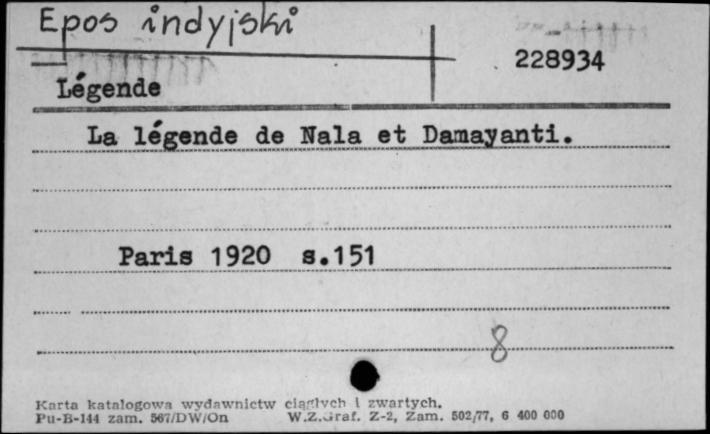 Epos indyjski
228934
Légende
La légende de Nala et Damayanti.
Paris 1920 s.151
8
Karta katalogowa wydawnictw ciągłych i zwartych.
Pu-B-144 zam. 567/DW/On W.Z.Graf. Z-2, Zam. 502/77, 6 400 000